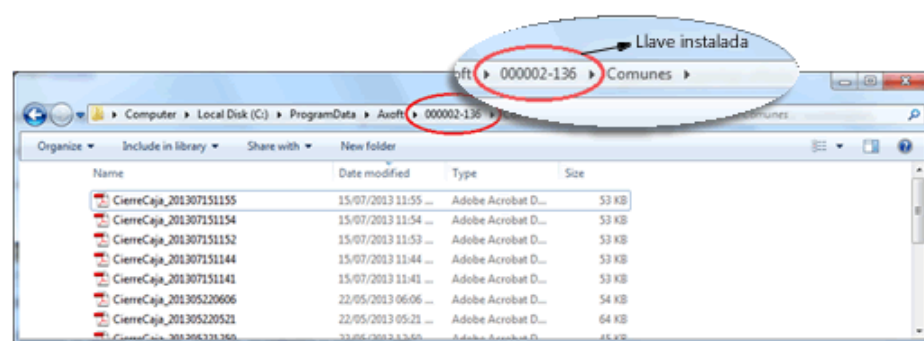 Llave instalada
oft ▸ 000002-136 ▸ Comunes ▸
▸ Computer ▸ Local Disk (C:) ▸ ProgramData ▸ Axoft ▸ 000002-136 ▸
Organize ▾ Include in library ▾ Share with ▾ New folder
Name Date modified Type Size
CierreCaja_201307151155 15/07/2013 11:55 ... Adobe Acrobat D... 53 KB
CierreCaja_201307151154 15/07/2013 11:54 ... Adobe Acrobat D... 53 KB
CierreCaja_201307151152 15/07/2013 11:53 ... Adobe Acrobat D... 53 KB
CierreCaja_201307151144 15/07/2013 11:44 ... Adobe Acrobat D... 53 KB
CierreCaja_201307151141 15/07/2013 11:41 ... Adobe Acrobat D... 53 KB
CierreCaja_201305220606 22/05/2013 06:06 ... Adobe Acrobat D... 54 KB
CierreCaja_201305220521 22/05/2013 05:21 ... Adobe Acrobat D... 64 KB